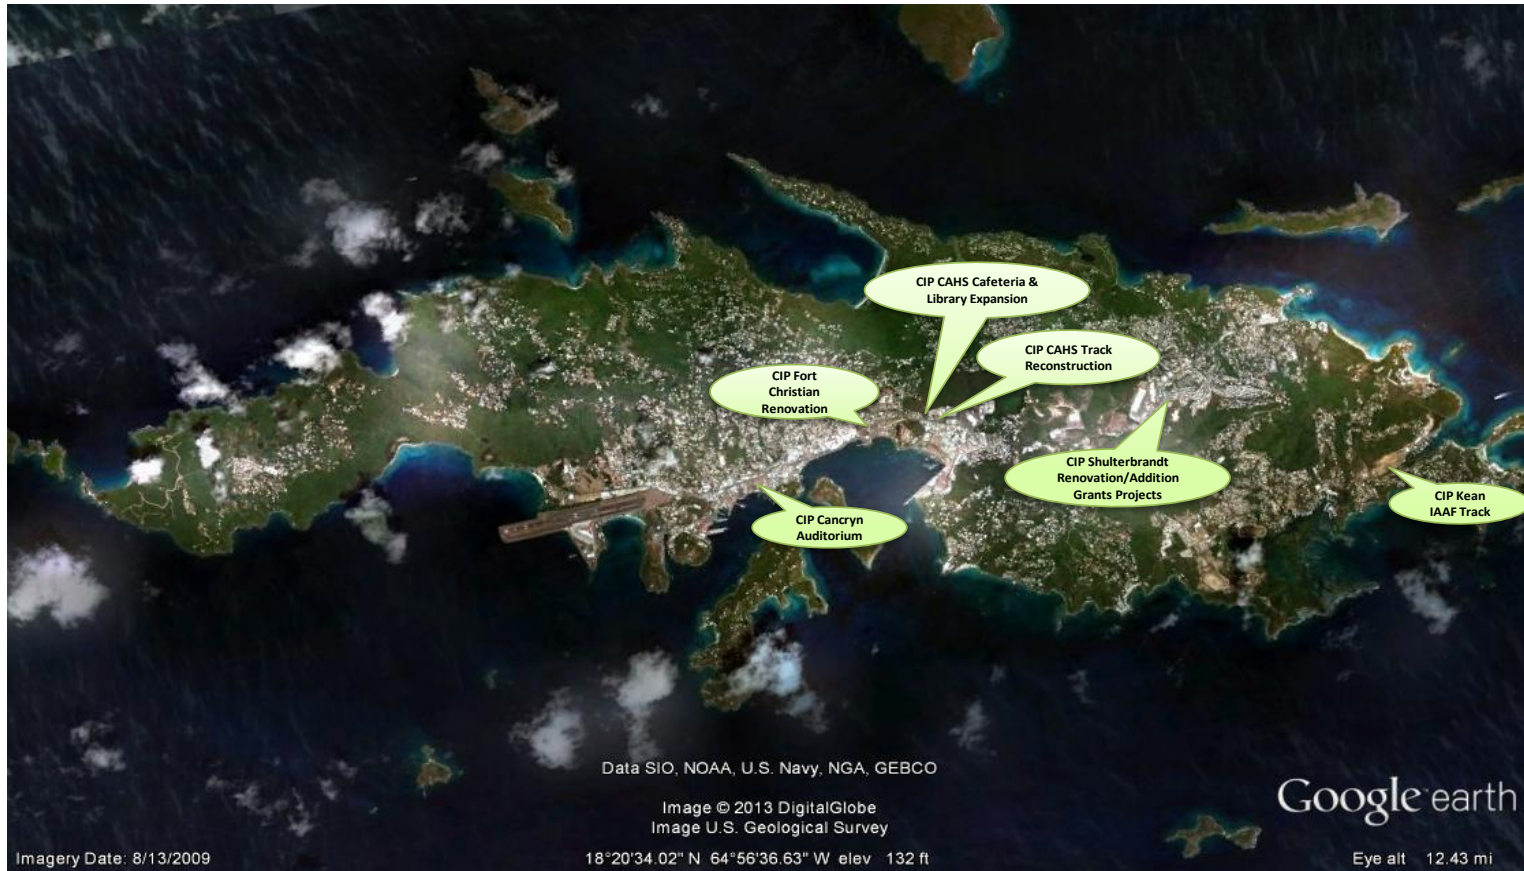 CIP CAHS Cafeteria &
Library Expansion
CIP CAHS Track
Reconstruction
CIP Fort
Christian
Renovation
CIP Shulterbrandt
Renovation/Addition
Grants Projects
CIP Kean
IAAF Track
CIP Cancryn
Auditorium
Data SIO, NOAA, U.S. Navy, NGA, GEBCO
Image © 2013 DigitalGlobe
Image U.S. Geological Survey
Google earth
Imagery Date: 8/13/2009
18°20'34.02" N 64°56'36.63" W elev 132 ft
Eye alt 12.43 mi